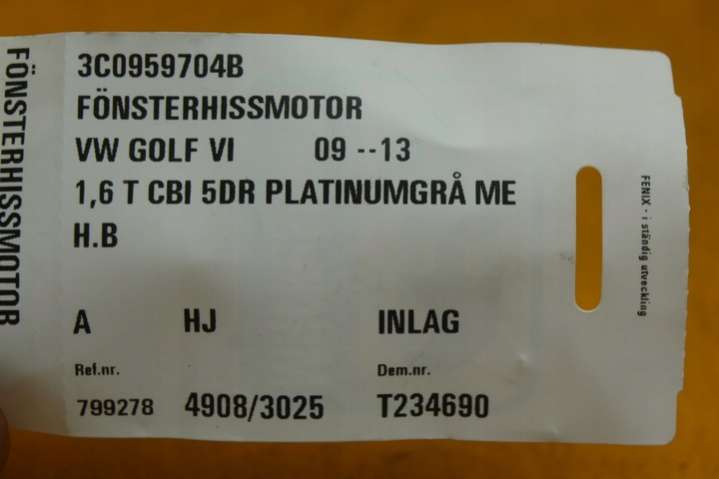 FÖNSTERHISSMOTOR
3C0959704B
FÖNSTERHISSMOTOR
VW GOLF VI 09 --13
1,6 T CBI 5DR PLATINUMGRÅ ME
H.B
A HJ INLAG
Ref.nr. Dem.nr.
799278 4908/3025 T234690
FENIX - i ständig utveckling